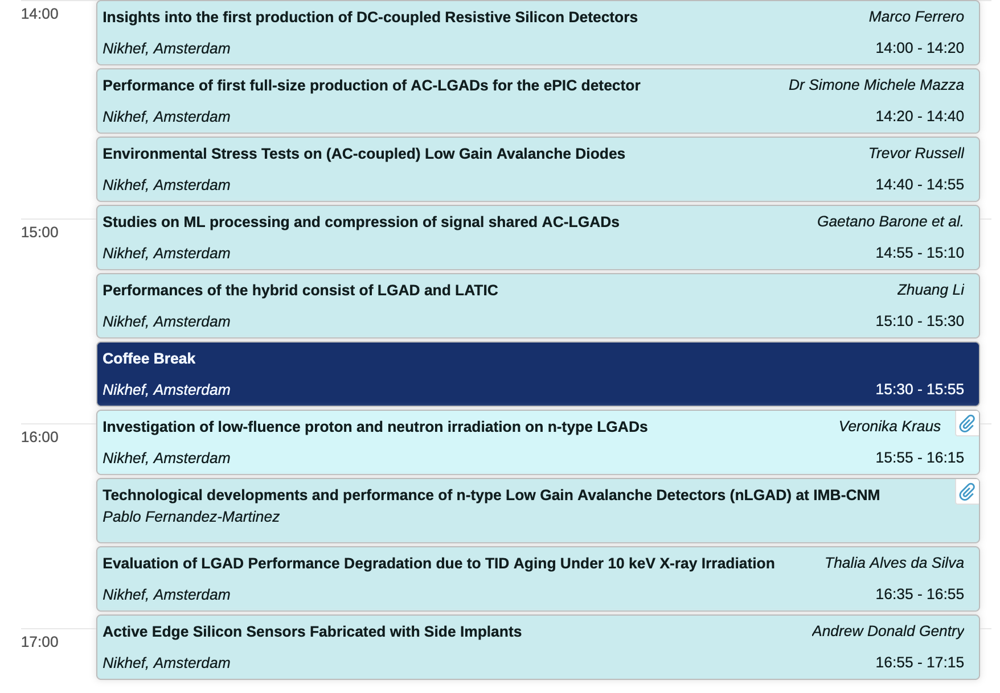 14:00
Insights into the first production of DC-coupled Resistive Silicon Detectors Marco Ferrero
Nikhef, Amsterdam 14:00 - 14:20
Performance of first full-size production of AC-LGADs for the ePIC detector Dr Simone Michele Mazza
Nikhef, Amsterdam 14:20 - 14:40
Environmental Stress Tests on (AC-coupled) Low Gain Avalanche Diodes Trevor Russell
Nikhef, Amsterdam 14:40 - 14:55
15:00
Studies on ML processing and compression of signal shared AC-LGADs Gaetano Barone et al.
Nikhef, Amsterdam 14:55 - 15:10
Performances of the hybrid consist of LGAD and LATIC Zhuang Li
Nikhef, Amsterdam 15:10 - 15:30
Coffee Break
Nikhef, Amsterdam 15:30 - 15:55
16:00
Investigation of low-fluence proton and neutron irradiation on n-type LGADs Veronika Kraus
Nikhef, Amsterdam 15:55 - 16:15
Technological developments and performance of n-type Low Gain Avalanche Detectors (nLGAD) at IMB-CNM
Pablo Fernandez-Martinez
Evaluation of LGAD Performance Degradation due to TID Aging Under 10 keV X-ray Irradiation Thalia Alves da Silva
Nikhef, Amsterdam 16:35 - 16:55
17:00
Active Edge Silicon Sensors Fabricated with Side Implants Andrew Donald Gentry
Nikhef, Amsterdam 16:55 - 17:15